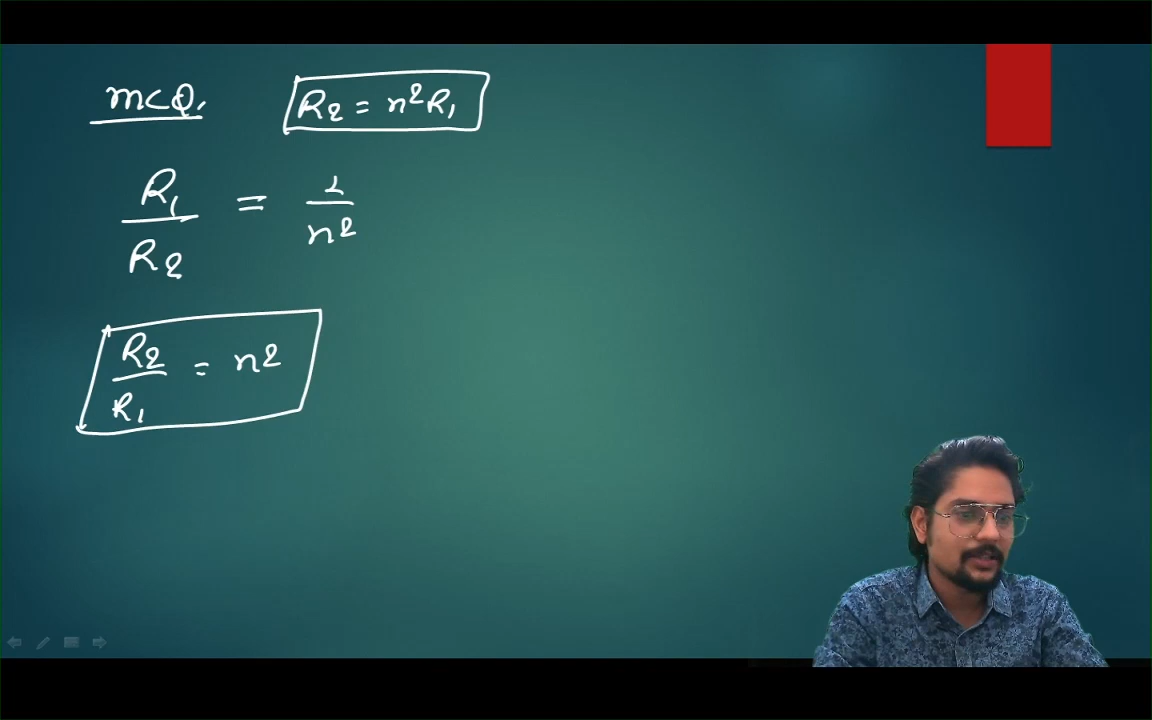 MCQ. R₂ = n²R₁
R₁/R₂ = 1/n²
R₂/R₁ = n²